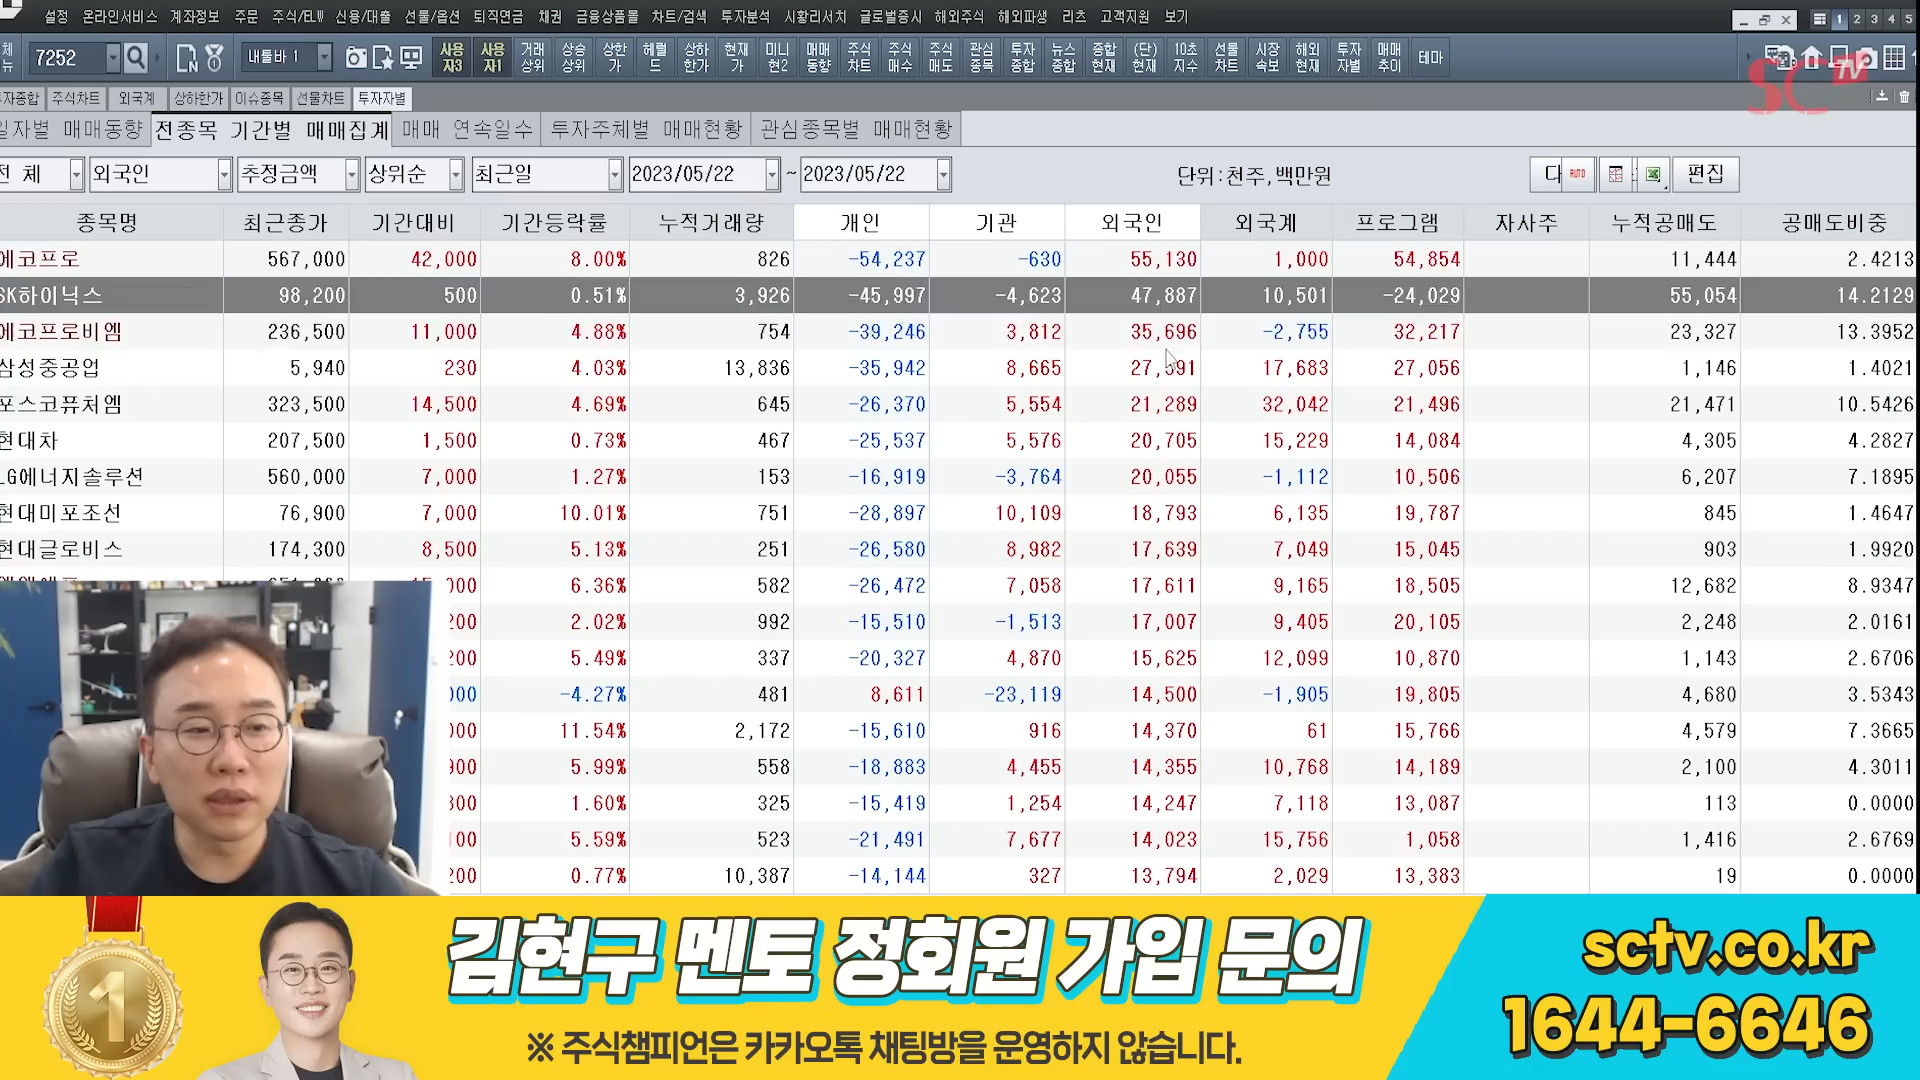 설정 온라인서비스 계좌정보 주문 주식/ELW 신용/대출 선물/옵션 퇴직연금 채권 금융상품몰 차트/검색 투자분석 시황리서치 글로벌증시 해외주식 해외파생 리츠 고객지원 보기 1 2 3 4 5
체뉴 7252 내툴바 1 사용자3 사용자1 거래상위 상승상위 상한가 헤럴드 상하한가 현재가 미니현2 매매동향 주식차트 주식매수 주식매도 관심종목 투자종합 뉴스종합 종합현재 (단)현재 10초지수 선물차트 시장속보 해외현재 투자자별 매매추이 테마
SC TV
투자종합 주식차트 외국계 상하한가 이슈종목 선물차트 투자자별
일자별 매매동향 전종목 기간별 매매집계 매매 연속일수 투자주체별 매매현황 관심종목별 매매현황
전 체 외국인 추정금액 상위순 최근일 2023/05/22 ~ 2023/05/22 단위:천주,백만원 다 AUTO 편집
종목명 최근종가 기간대비 기간등락률 누적거래량 개인 기관 외국인 외국계 프로그램 자사주 누적공매도 공매도비중
에코프로 567,000 42,000 8.00% 826 -54,237 -630 55,130 1,000 54,854 11,444 2.4213
SK하이닉스 98,200 500 0.51% 3,926 -45,997 -4,623 47,887 10,501 -24,029 55,054 14.2129
에코프로비엠 236,500 11,000 4.88% 754 -39,246 3,812 35,696 -2,755 32,217 23,327 13.3952
삼성중공업 5,940 230 4.03% 13,836 -35,942 8,665 17,683 27,056 1,146 1.4021
포스코퓨처엠 323,500 14,500 4.69% 645 -26,370 5,554 21,289 32,042 21,496 21,471 10.5426
현대차 207,500 1,500 0.73% 467 -25,537 5,576 20,705 15,229 14,084 4,305 4.2827
LG에너지솔루션 560,000 7,000 1.27% 153 -16,919 -3,764 20,055 -1,112 10,506 6,207 7.1895
현대미포조선 76,900 7,000 10.01% 751 -28,897 10,109 18,793 6,135 19,787 845 1.4647
현대글로비스 174,300 8,500 5.13% 251 -26,580 8,982 17,639 7,049 15,045 903 1.9920
6.36% 582 -26,472 7,058 17,611 9,165 18,505 12,682 8.9347
200 2.02% 992 -15,510 -1,513 17,007 9,405 20,105 2,248 2.0161
200 5.49% 337 -20,327 4,870 15,625 12,099 10,870 1,143 2.6706
000 -4.27% 481 8,611 -23,119 14,500 -1,905 19,805 4,680 3.5343
000 11.54% 2,172 -15,610 916 14,370 61 15,766 4,579 7.3665
900 5.99% 558 -18,883 4,455 14,355 10,768 14,189 2,100 4.3011
300 1.60% 325 -15,419 1,254 14,247 7,118 13,087 113 0.0000
100 5.59% 523 -21,491 7,677 14,023 15,756 1,058 1,416 2.6769
200 0.77% 10,387 -14,144 327 13,794 2,029 13,383 19 0.0000
1
김현구 멘토 정회원 가입 문의
※ 주식챔피언은 카카오톡 채팅방을 운영하지 않습니다.
sctv.co.kr
1644-6646